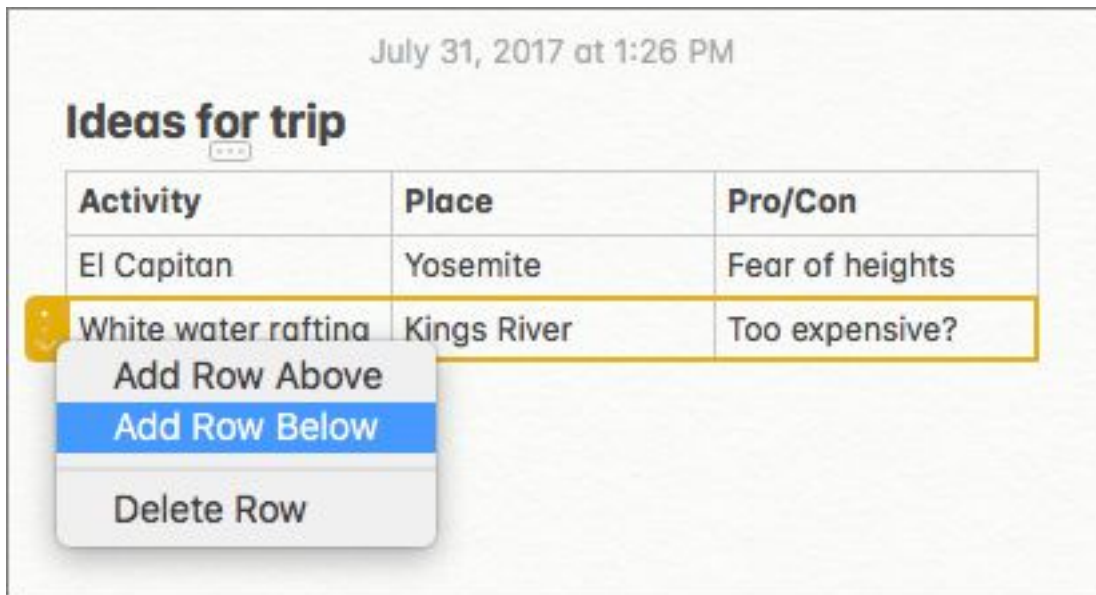 July 31, 2017 at 1:26 PM
Ideas for trip
Activity Place Pro/Con
El Capitan Yosemite Fear of heights
White water rafting Kings River Too expensive?
Add Row Above
Add Row Below
Delete Row